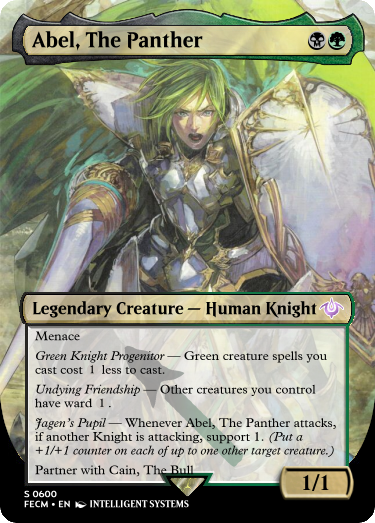 Abel, The Panther
Legendary Creature — Human Knight
Menace
Green Knight Progenitor — Green creature spells you
cast cost 1 less to cast.
Undying Friendship — Other creatures you control
have ward 1.
Jagen's Pupil — Whenever Abel, The Panther attacks,
if another Knight is attacking, support 1. (Put a
+1/+1 counter on each of up to one other target creature.)
Partner with Cain, The Bull
1/1
S 0600
FECM • EN INTELLIGENT SYSTEMS